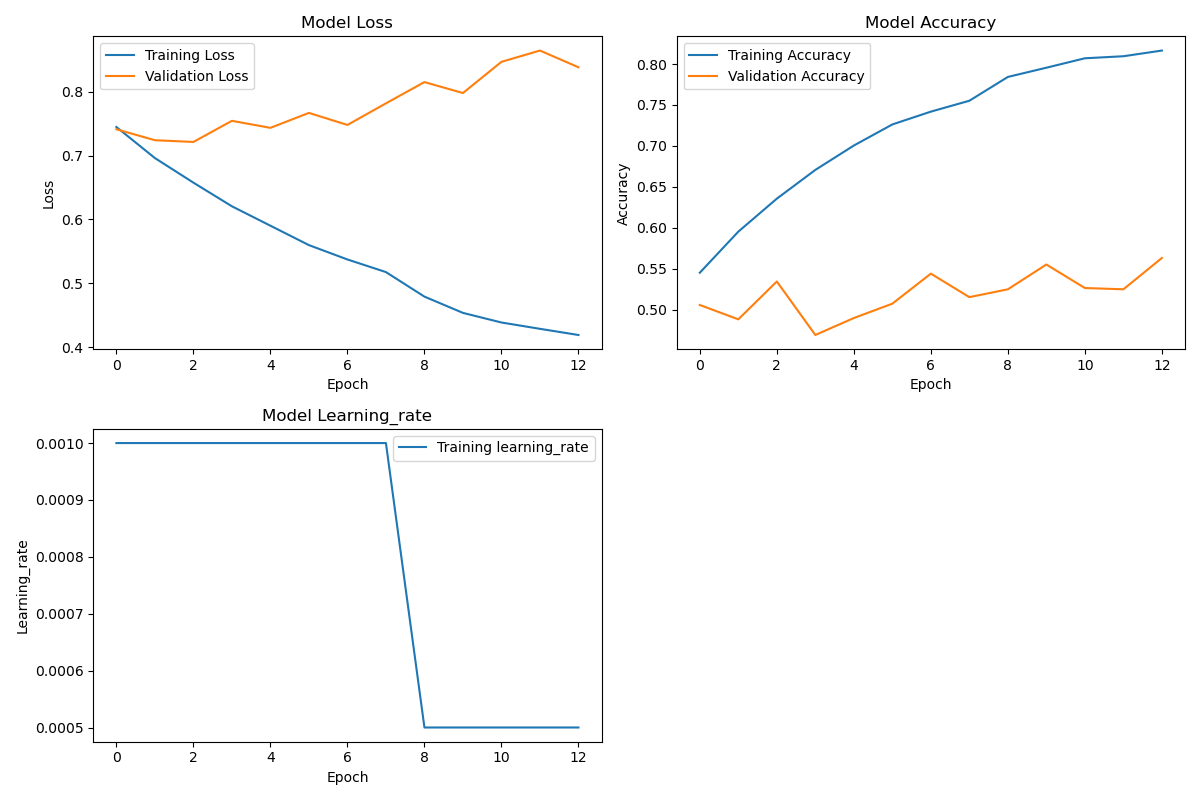 Model Loss
Training Loss
Validation Loss
0.8
0.7
0.6
0.5
0.4
Loss
0 2 4 6 8 10 12
Epoch
Model Accuracy
Training Accuracy
Validation Accuracy
0.80
0.75
0.70
0.65
0.60
0.55
0.50
Accuracy
0 2 4 6 8 10 12
Epoch
Model Learning_rate
Training learning_rate
0.0010
0.0009
0.0008
0.0007
0.0006
0.0005
Learning_rate
0 2 4 6 8 10 12
Epoch